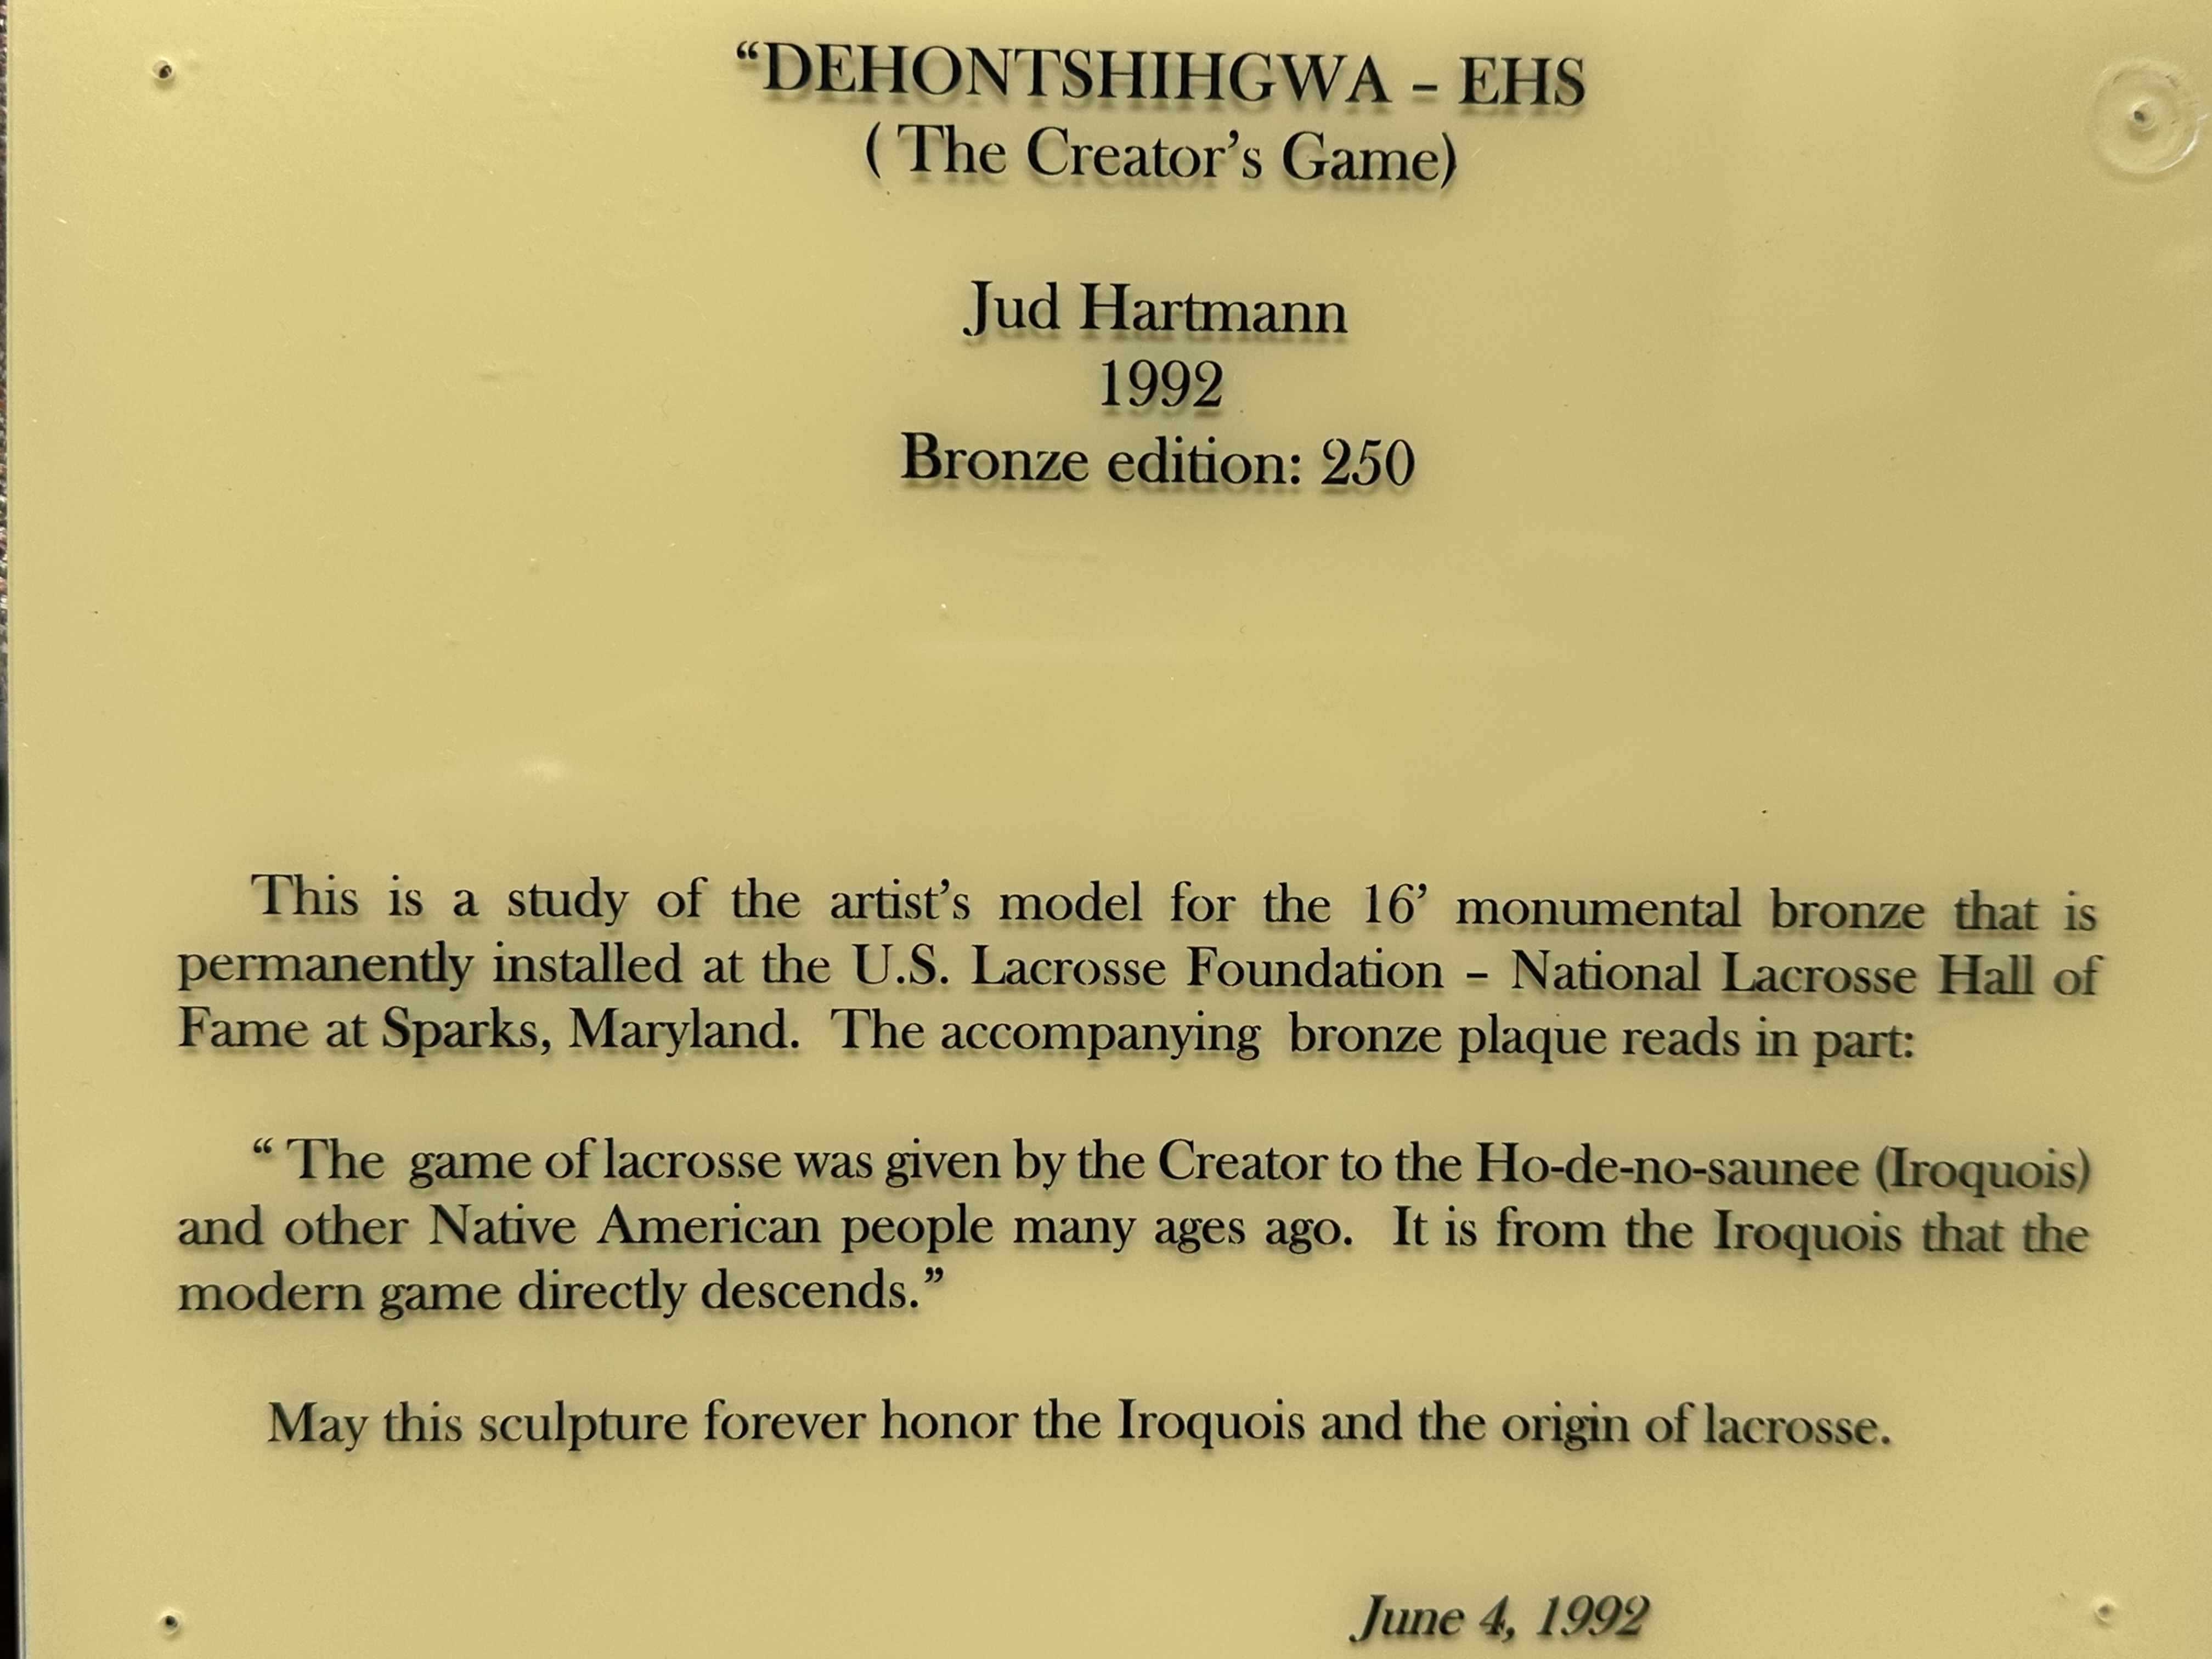 “DEHONTSHIHGWA – EHS
( The Creator’s Game)
Jud Hartmann
1992
Bronze edition: 250
This is a study of the artist’s model for the 16’ monumental bronze that is
permanently installed at the U.S. Lacrosse Foundation – National Lacrosse Hall of
Fame at Sparks, Maryland. The accompanying bronze plaque reads in part:
“ The game of lacrosse was given by the Creator to the Ho-de-no-saunee (Iroquois)
and other Native American people many ages ago. It is from the Iroquois that the
modern game directly descends.”
May this sculpture forever honor the Iroquois and the origin of lacrosse.
June 4, 1992